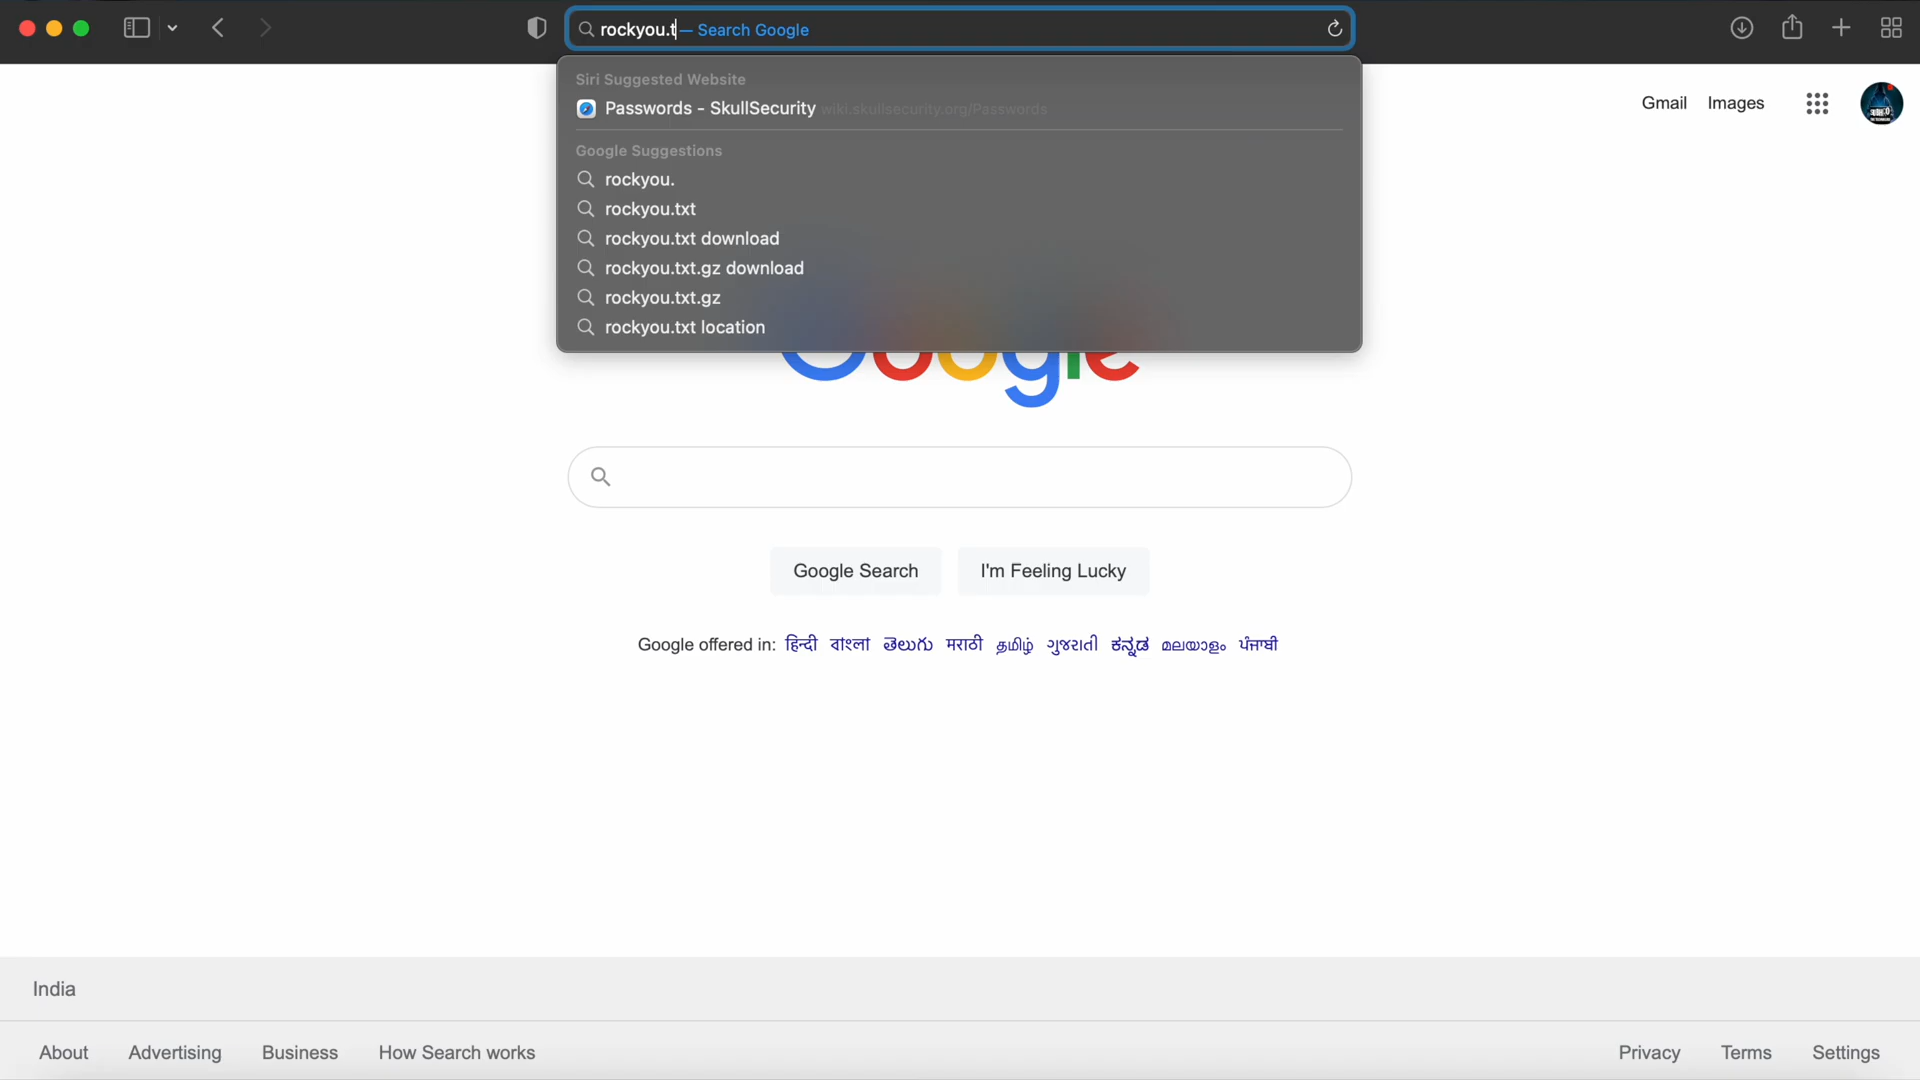 rockyou.t — Search Google
Siri Suggested Website
Passwords - SkullSecurity wiki.skullsecurity.org/Passwords
Gmail Images
Google Suggestions
rockyou.
rockyou.txt
rockyou.txt download
rockyou.txt.gz download
rockyou.txt.gz
rockyou.txt location
Google
Google Search I'm Feeling Lucky
Google offered in: हिन्दी বাংলা తెలుగు मराठी தமிழ் ગુજરાતી ಕನ್ನಡ മലയാളം ਪੰਜਾਬੀ
India
About Advertising Business How Search works Privacy Terms Settings